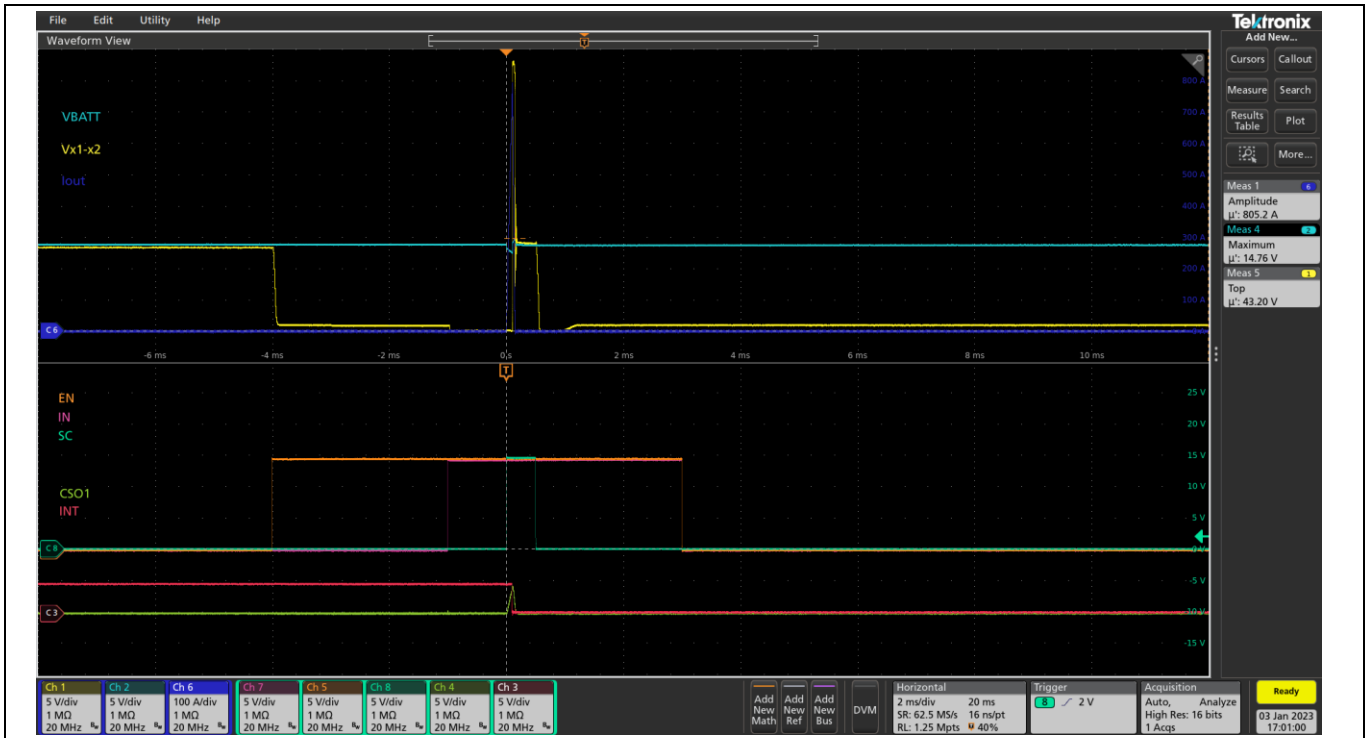 File Edit Utility Help
Tektronix
Waveform View
Add New...
Cursors Callout
Measure Search
Results Table Plot
More...
Meas 1 6
Amplitude
µ': 805.2 A
Meas 4 2
Maximum
µ': 14.76 V
Meas 5 1
Top
µ': 43.20 V
VBATT
Vx1-x2
Iout
800 A
700 A
600 A
500 A
400 A
300 A
200 A
100 A
C6
-6 ms -4 ms -2 ms 0 s 2 ms 4 ms 6 ms 8 ms 10 ms
T
EN
IN
SC
CSO1
INT
25 V
20 V
15 V
10 V
5 V
0 V
-5 V
-10 V
-15 V
C8
C3
Ch 1
5 V/div
1 MΩ
20 MHz
Ch 2
5 V/div
1 MΩ
20 MHz
Ch 6
100 A/div
1 MΩ
20 MHz
Ch 7
5 V/div
1 MΩ
20 MHz
Ch 5
5 V/div
1 MΩ
20 MHz
Ch 8
5 V/div
1 MΩ
20 MHz
Ch 4
5 V/div
1 MΩ
20 MHz
Ch 3
5 V/div
1 MΩ
20 MHz
Add New Math
Add New Ref
Add New Bus
DVM
Horizontal
2 ms/div 20 ms
SR: 62.5 MS/s 16 ns/pt
RL: 1.25 Mpts 40%
Trigger
8 2 V
Acquisition
Auto, Analyze
High Res: 16 bits
1 Acqs
Ready
03 Jan 2023
17:01:00